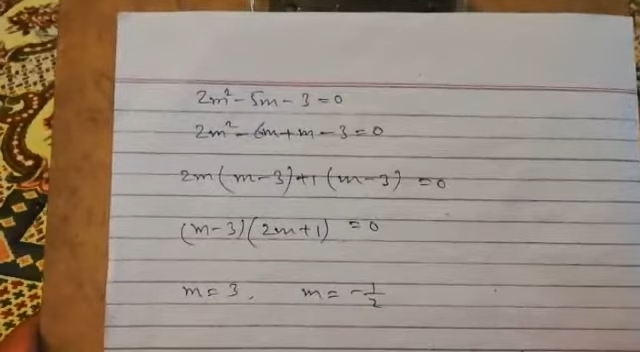 2m² - 5m - 3 = 0
2m² - 6m + m - 3 = 0
2m (m - 3) + 1 (m - 3) = 0
(m - 3) (2m + 1) = 0
m = 3, m = -1/2